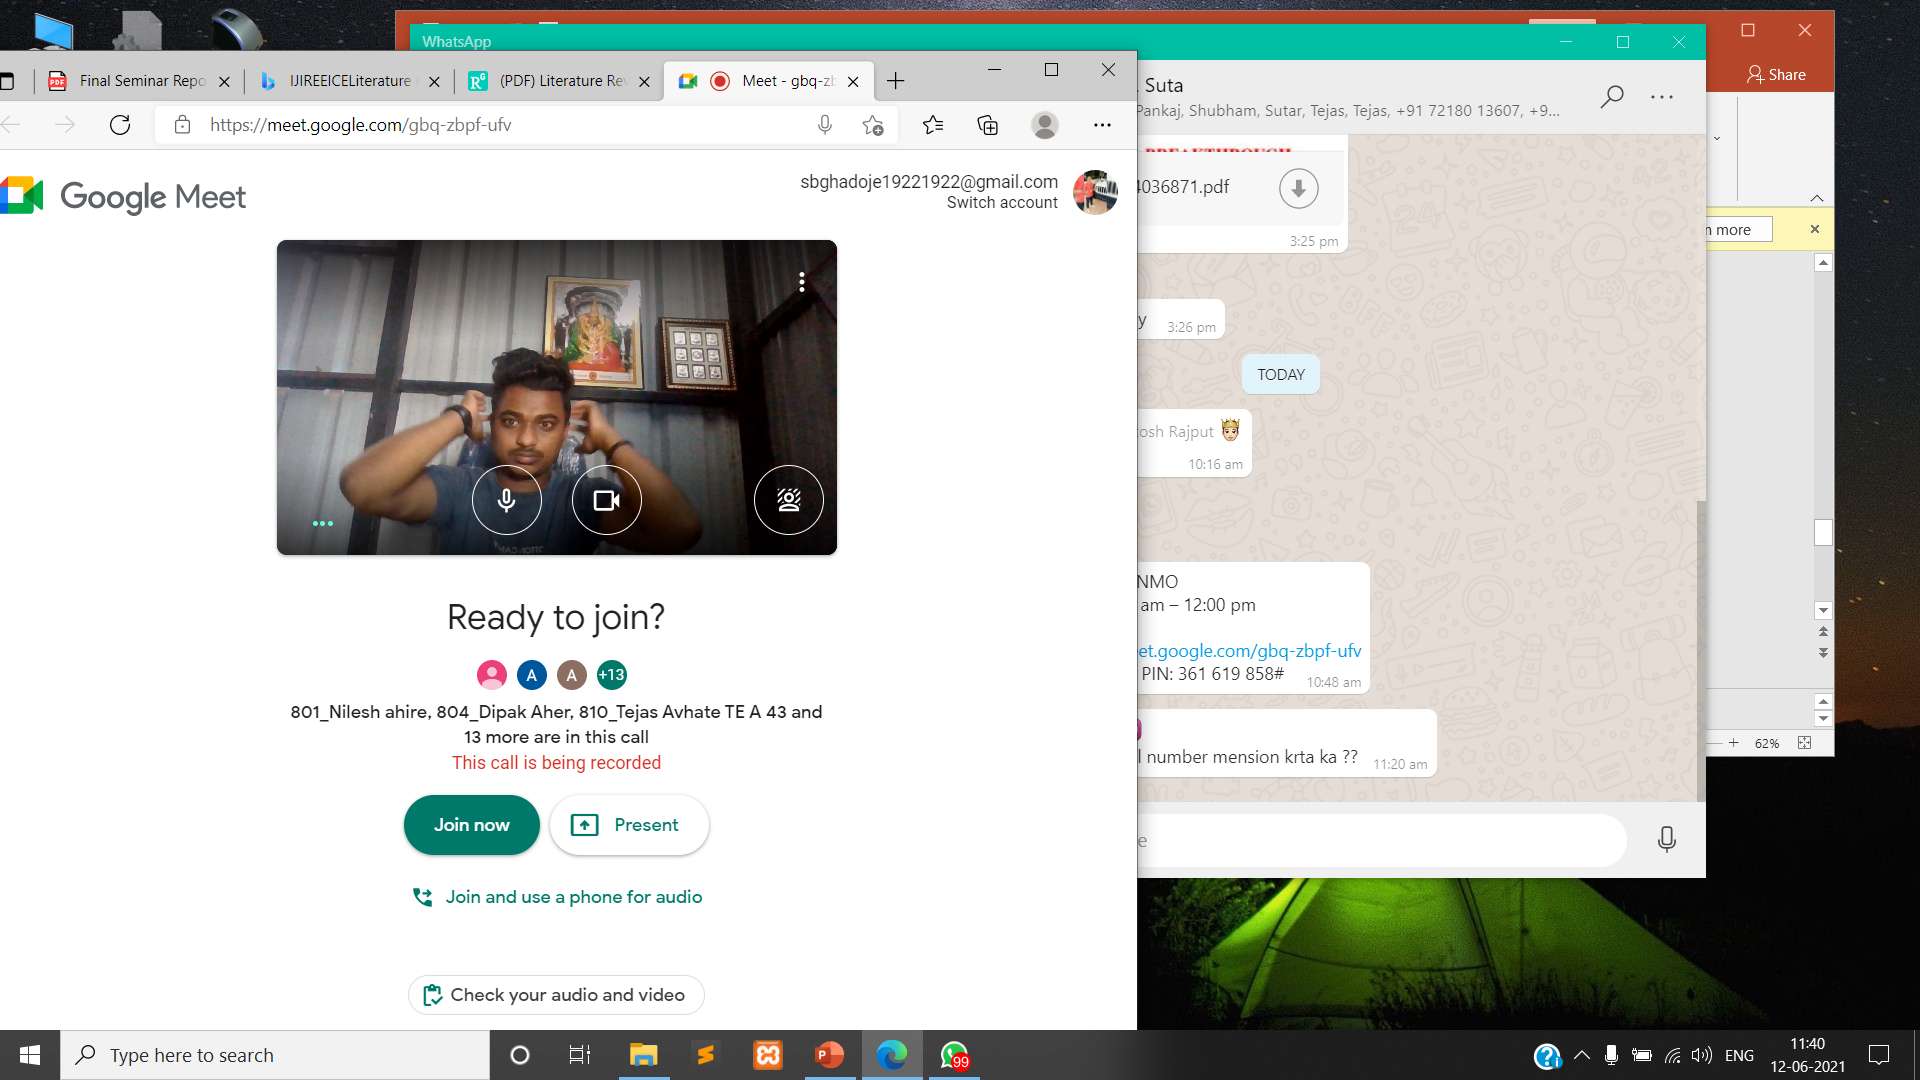 WhatsApp
Share
Final Seminar Repo
IJIREEICELiterature
(PDF) Literature Rev
Meet - gbq-zb
https://meet.google.com/gbq-zbpf-ufv
Google Meet
sbghadoje19221922@gmail.com
Switch account
Ready to join?
A
A
+13
801_Nilesh ahire, 804_Dipak Aher, 810_Tejas Avhate TE A 43 and
13 more are in this call
This call is being recorded
Join now
Present
Join and use a phone for audio
Check your audio and video
. Suta
Pankaj, Shubham, Sutar, Tejas, Tejas, +91 72180 13607, +9...
4036871.pdf
3:25 pm
y
3:26 pm
TODAY
tosh Rajput
10:16 am
NMO
am – 12:00 pm
eet.google.com/gbq-zbpf-ufv
PIN: 361 619 858#
10:48 am
l number mension krta ka ??
11:20 am
e
n more
62%
Type here to search
99
ENG
11:40
12-06-2021